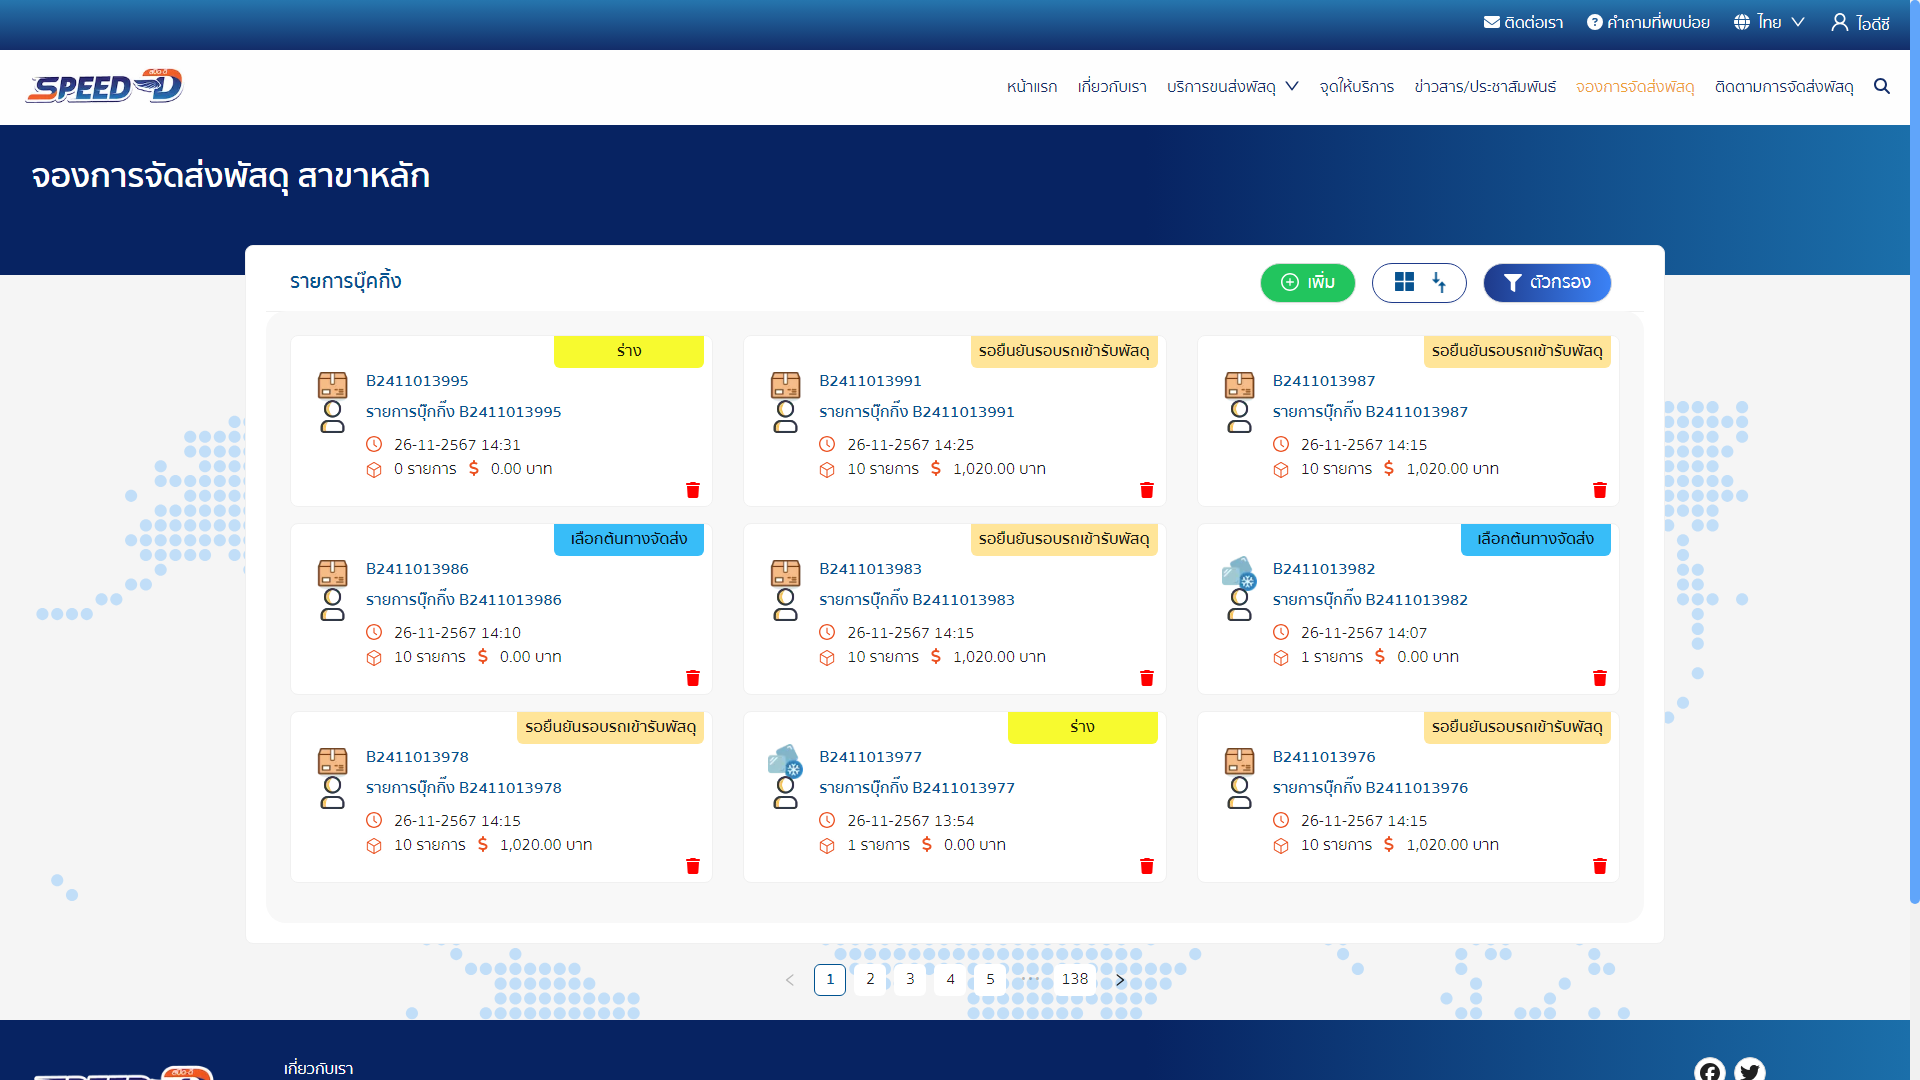 ติดต่อเรา คำถามที่พบบ่อย ไทย ไอดีซี
SPEED-D สปีด-ดี หน้าแรก เกี่ยวกับเรา บริการขนส่งพัสดุ จุดให้บริการ ข่าวสาร/ประชาสัมพันธ์ จองการจัดส่งพัสดุ ติดตามการจัดส่งพัสดุ
จองการจัดส่งพัสดุ สาขาหลัก
รายการบุ๊คกิ้ง เพิ่ม ตัวกรอง
ร่าง
B2411013995
รายการบุ๊กกิ๊ง B2411013995
26-11-2567 14:31
0 รายการ $ 0.00 บาท
รอยืนยันรอบรถเข้ารับพัสดุ
B2411013991
รายการบุ๊กกิ๊ง B2411013991
26-11-2567 14:25
10 รายการ $ 1,020.00 บาท
รอยืนยันรอบรถเข้ารับพัสดุ
B2411013987
รายการบุ๊กกิ๊ง B2411013987
26-11-2567 14:15
10 รายการ $ 1,020.00 บาท
เลือกต้นทางจัดส่ง
B2411013986
รายการบุ๊กกิ๊ง B2411013986
26-11-2567 14:10
10 รายการ $ 0.00 บาท
รอยืนยันรอบรถเข้ารับพัสดุ
B2411013983
รายการบุ๊กกิ๊ง B2411013983
26-11-2567 14:15
10 รายการ $ 1,020.00 บาท
เลือกต้นทางจัดส่ง
B2411013982
รายการบุ๊กกิ๊ง B2411013982
26-11-2567 14:07
1 รายการ $ 0.00 บาท
รอยืนยันรอบรถเข้ารับพัสดุ
B2411013978
รายการบุ๊กกิ๊ง B2411013978
26-11-2567 14:15
10 รายการ $ 1,020.00 บาท
ร่าง
B2411013977
รายการบุ๊กกิ๊ง B2411013977
26-11-2567 13:54
1 รายการ $ 0.00 บาท
รอยืนยันรอบรถเข้ารับพัสดุ
B2411013976
รายการบุ๊กกิ๊ง B2411013976
26-11-2567 14:15
10 รายการ $ 1,020.00 บาท
< 1 2 3 4 5 ••• 138 >
เกี่ยวกับเรา